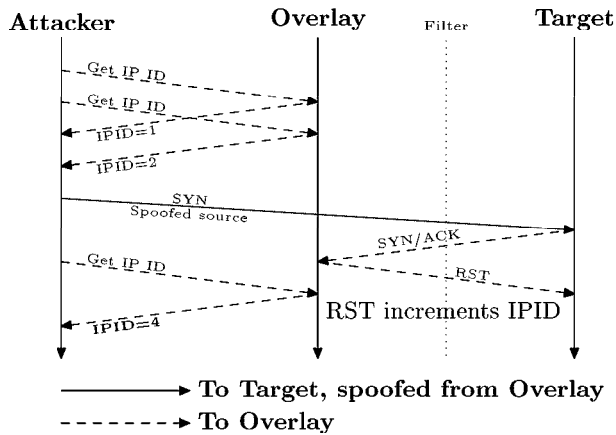 Attacker Overlay Filter Target
Get IP ID
Get IP ID
IPID=1
IPID=2
SYN
Spoofed source
SYN/ACK
Get IP ID
RST
RST increments IPID
IPID=4
To Target, spoofed from Overlay
To Overlay